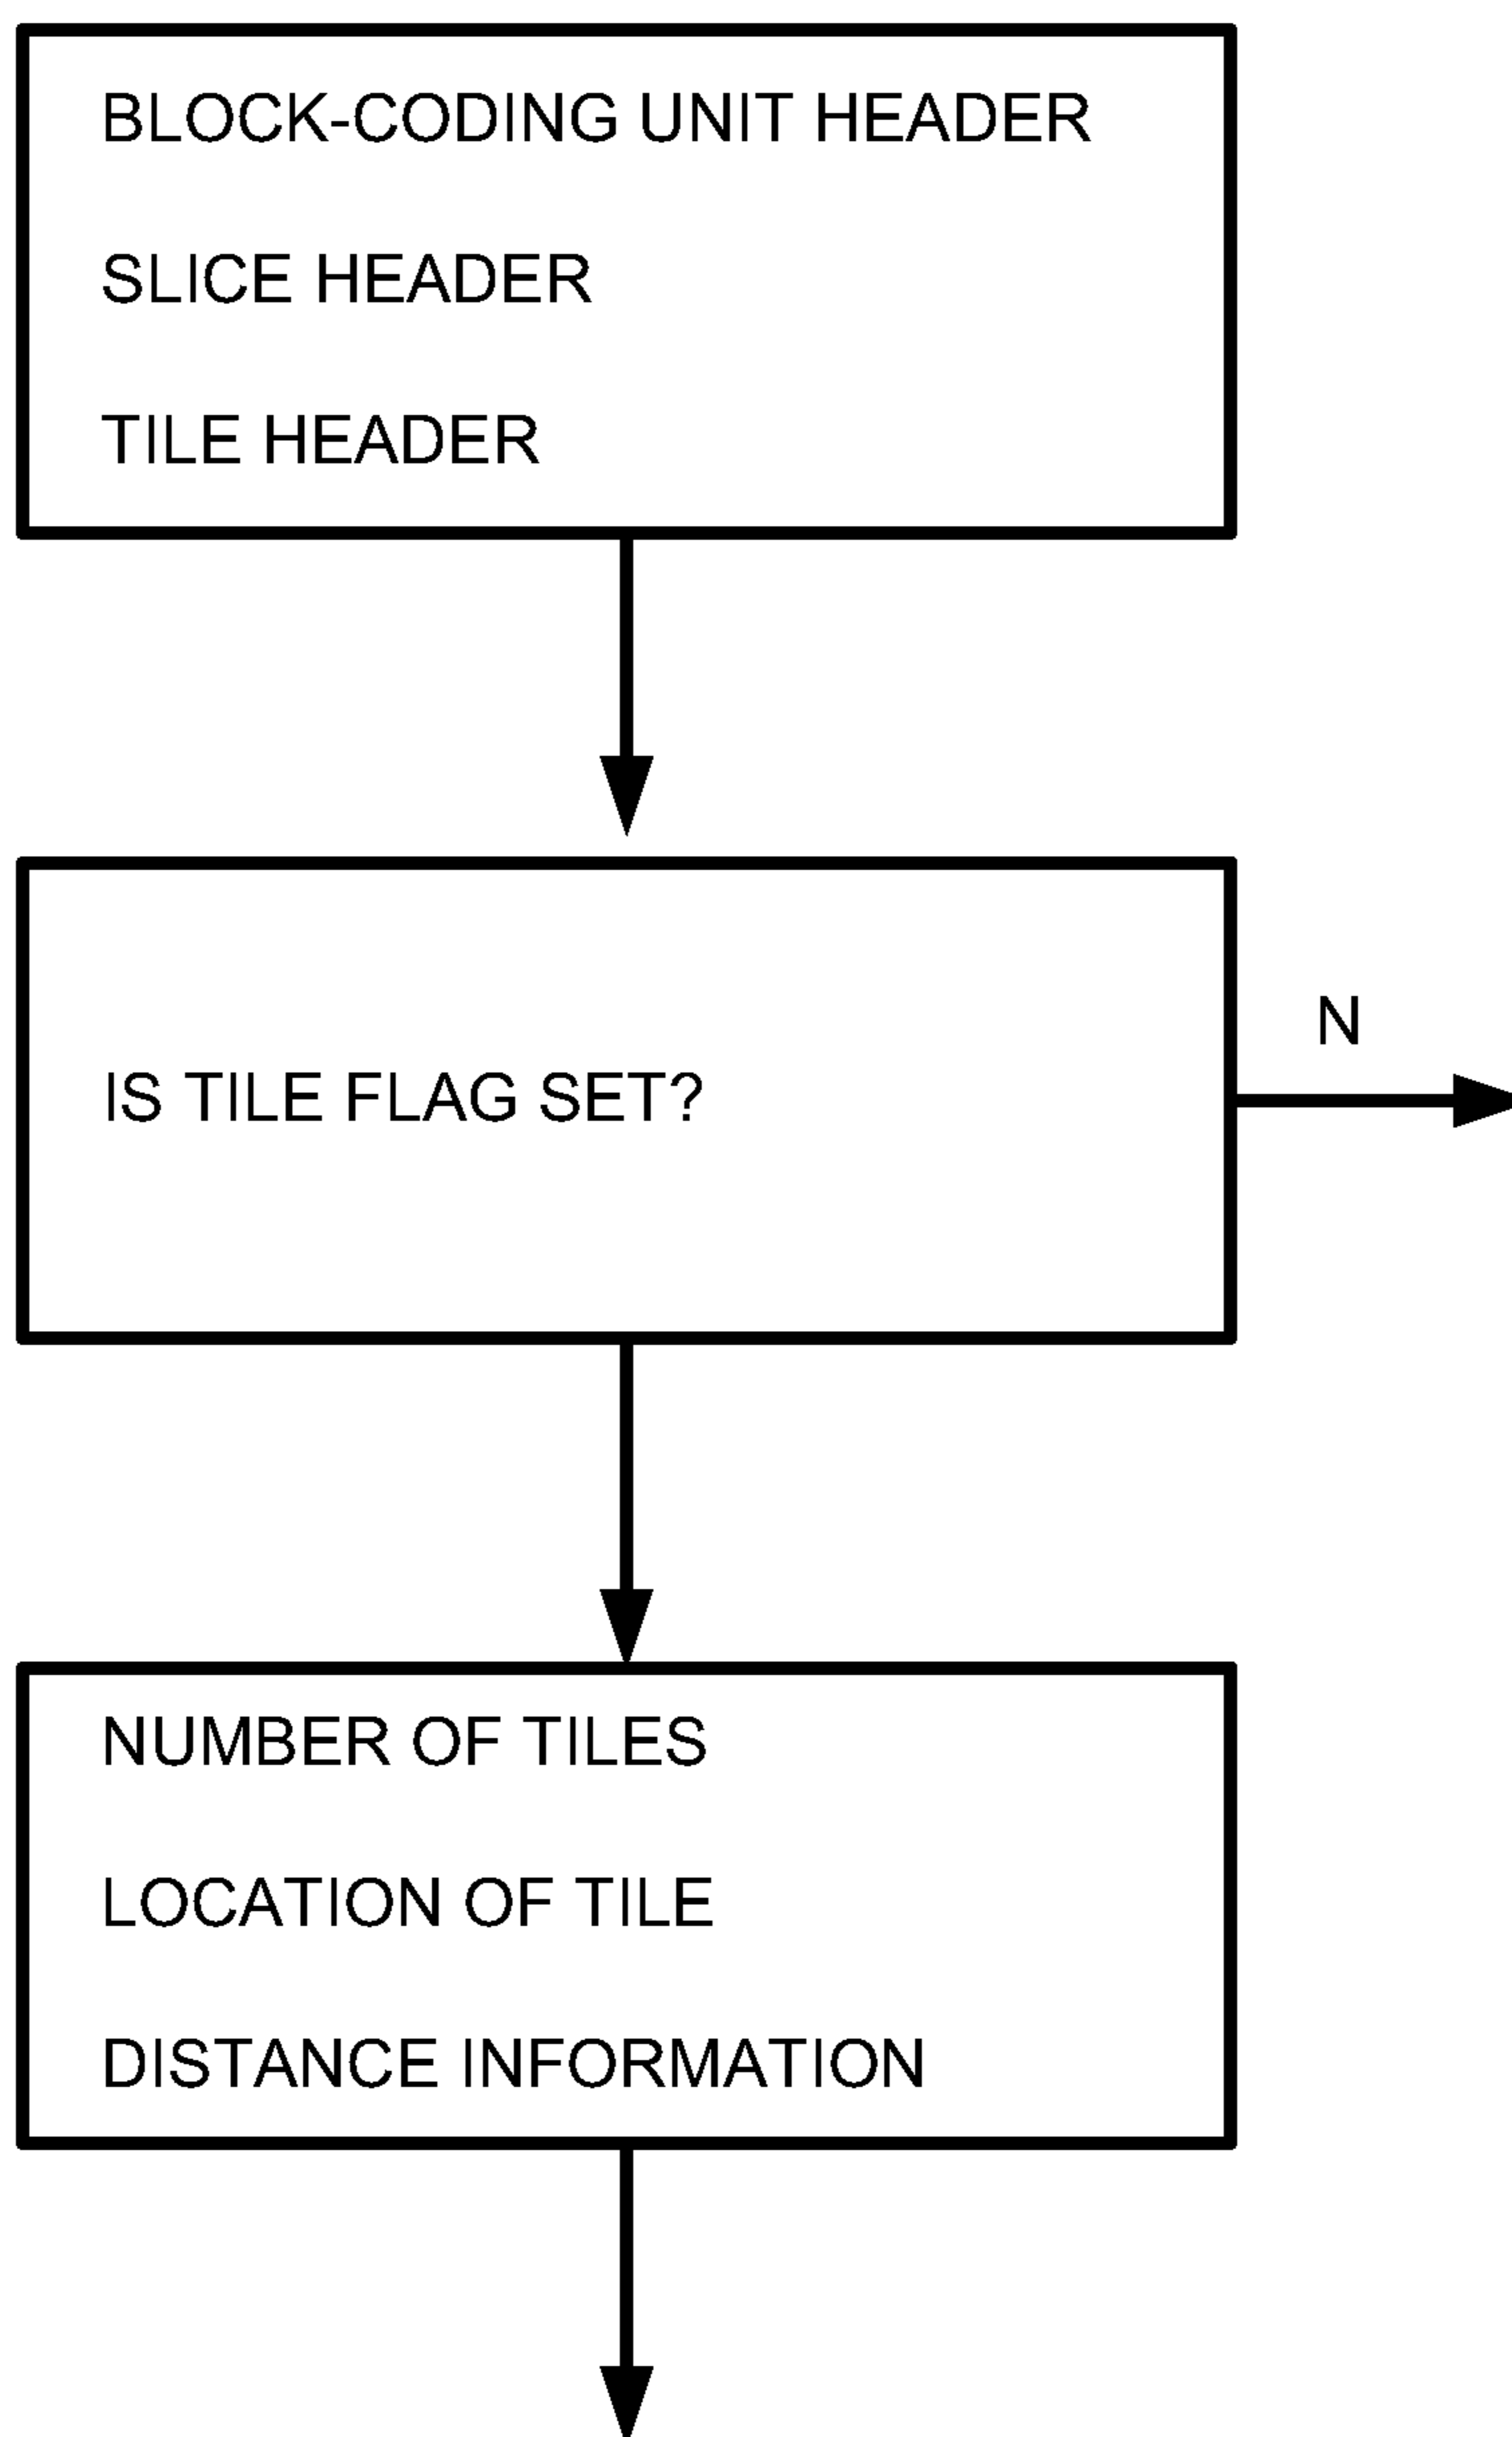 BLOCK-CODING UNIT HEADER
SLICE HEADER
TILE HEADER
N
IS TILE FLAG SET?
NUMBER OF TILES
LOCATION OF TILE
DISTANCE INFORMATION